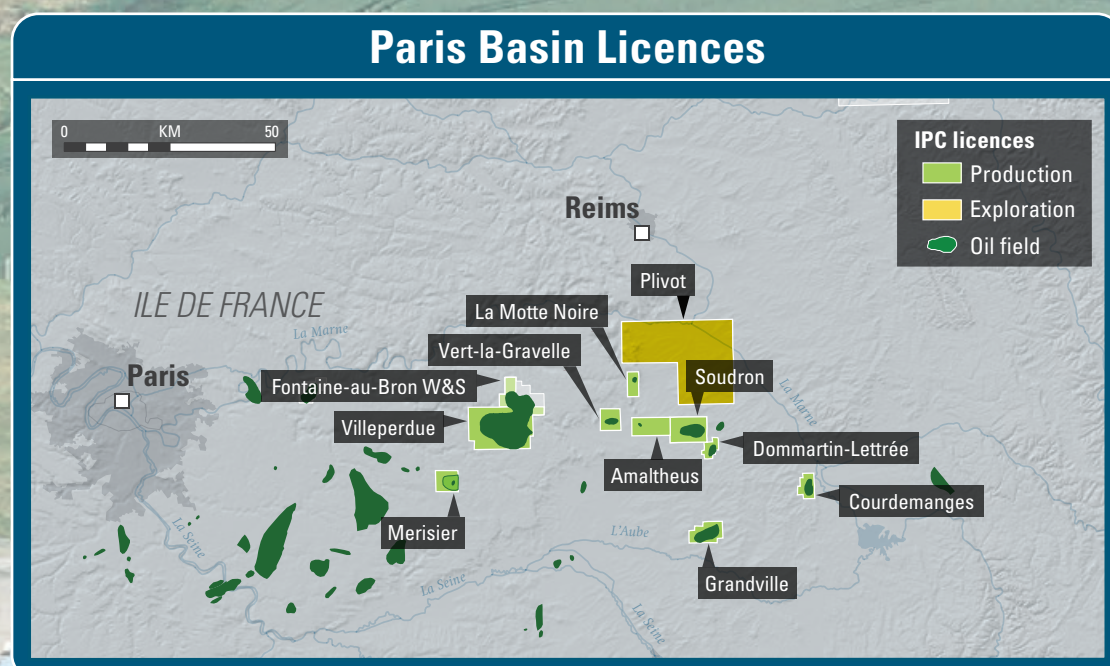 Paris Basin Licences
0 KM 50
IPC licences
Production
Exploration
Oil field
Reims
Plivot
ILE DE FRANCE
La Motte Noire
La Marne
Vert-la-Gravelle
Paris
Fontaine-au-Bron W&S
Soudron
La Marne
Villeperdue
Dommartin-Lettrée
Amaltheus
Courdemanges
Merisier
L'Aube
La Seine
Grandville
La Seine